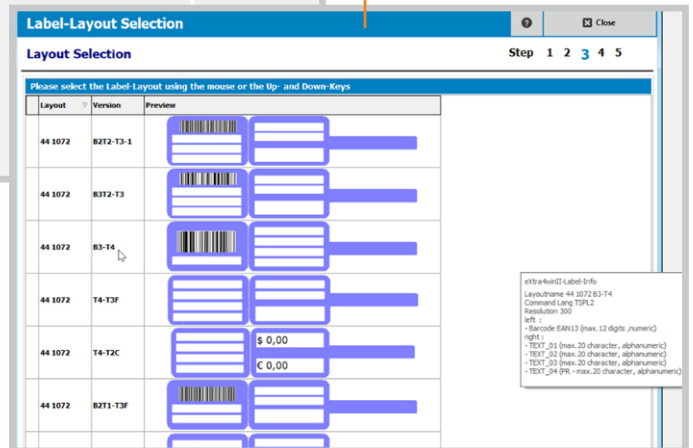 Label-Layout Selection
Close
Layout Selection
Step 1 2 3 4 5
Please select the Label-Layout using the mouse or the Up- and Down-Keys
Layout Version Preview
44 1072 B2T2-T3-1
44 1072 B3T2-T3
44 1072 B3-T4
44 1072 T4-T3F
44 1072 T4-T2C
$ 0,00
€ 0,00
44 1072 B2T1-T3F
eXtra4winII-Label-Info
Layoutname 44 1072 B3-T4
Command Lang TSPL2
Resolution 300
left :
-Barcode EAN13 (max. 12 digits ,numeric)
right :
-TEXT_01 (max. 20 character, alphanumeric)
-TEXT_02 (max. 20 character, alphanumeric)
-TEXT_03 (max. 20 character, alphanumeric)
-TEXT_04 (PR - max. 20 character, alphanumeric)